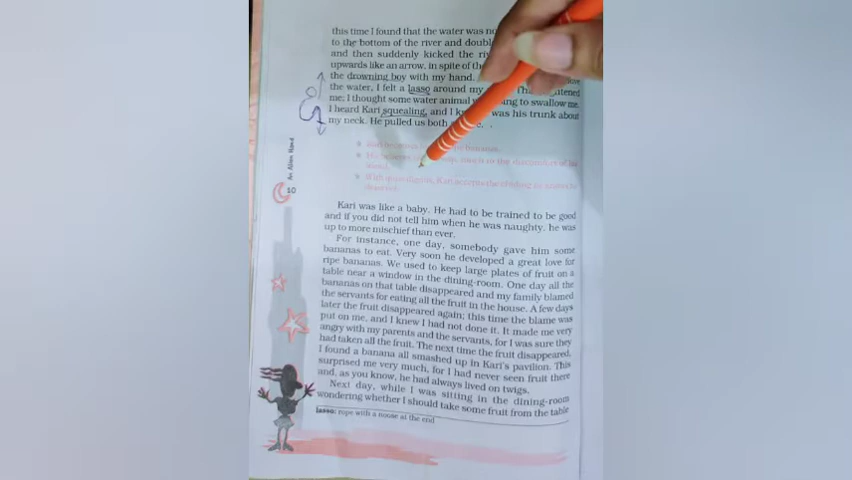 this time I found that the water was
to the bottom of the river and
and then suddenly kicked the
upwards like an arrow, in spite of the
the drowning boy with my hand.
the water, I felt a lasso around my
me; I thought some water animal to swallow me.
I heard Kari squealing, and I was his trunk about
my neck. He pulled us both
An Alien Hand
10
Kari was like a baby. He had to be trained to be good
and if you did not tell him when he was naughty, he was
up to more mischief than ever.
For instance, one day, somebody gave him some
bananas to eat. Very soon he developed a great love for
ripe bananas. We used to keep large plates of fruit on a
table near a window in the dining-room. One day all the
bananas on that table disappeared and my family blamed
the servants for eating all the fruit in the house. A few days
later the fruit disappeared again; this time the blame was
put on me, and I knew I had not done it. It made me very
angry with my parents and the servants, for I was sure they
had taken all the fruit. The next time the fruit disappeared,
I found a banana all smashed up in Kari's pavilion. This
surprised me very much, for I had never seen fruit there
and, as you know, he had always lived on twigs.
Next day, while I was sitting in the dining-room
wondering whether I should take some fruit from the table
lasso: rope with a noose at the end